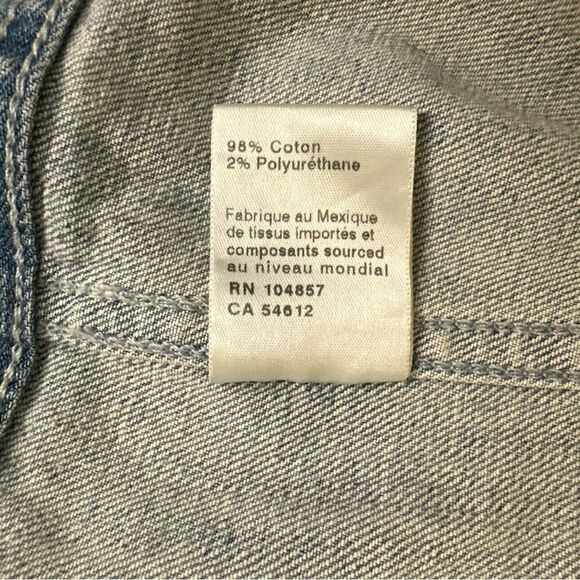 98% Coton
2% Polyuréthane
Fabrique au Mexique
de tissus importés et
composants sourced
au niveau mondial
RN 104857
CA 54612